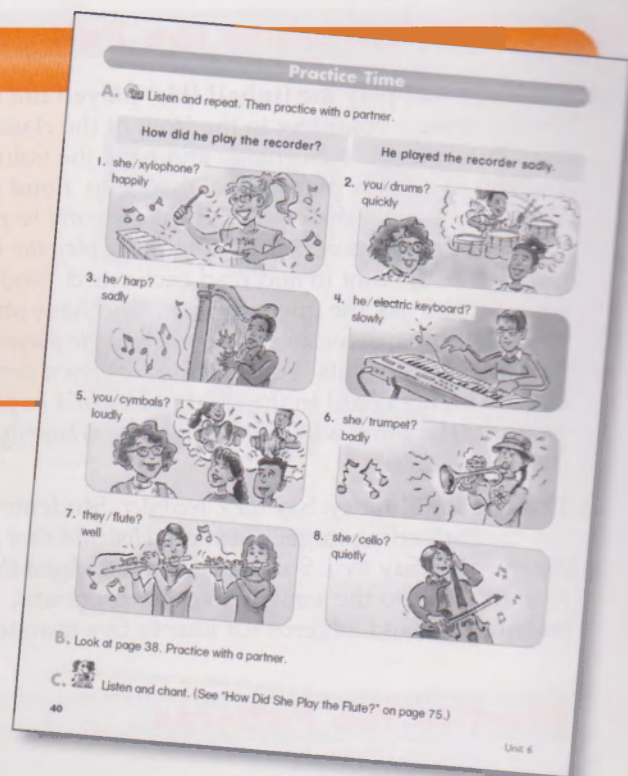 Practice Time
A. Listen and repeat. Then practice with a partner.
How did he play the recorder?
He played the recorder sadly.
1. she/xylophone?
happily
2. you/drums?
quickly
3. he/harp?
sadly
4. he/electric keyboard?
slowly
5. you/cymbals?
loudly
6. she/trumpet?
badly
7. they/flute?
well
8. she/cello?
quietly
B. Look at page 38. Practice with a partner.
C. Listen and chant. (See "How Did She Play the Flute?" on page 75.)
40
Unit 6